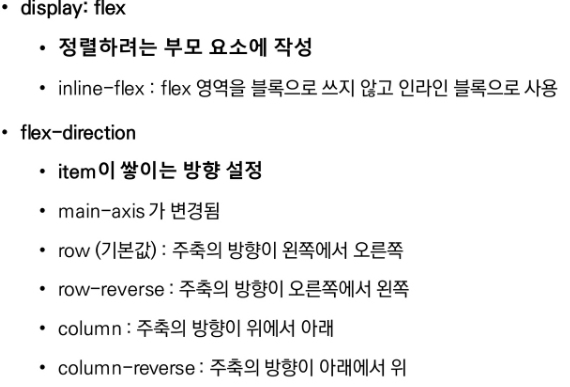 • display: flex
• 정렬하려는 부모 요소에 작성
• inline-flex : flex 영역을 블록으로 쓰지 않고 인라인 블록으로 사용
• flex-direction
• item이 쌓이는 방향 설정
• main-axis 가 변경됨
• row (기본값) : 주축의 방향이 왼쪽에서 오른쪽
• row-reverse : 주축의 방향이 오른쪽에서 왼쪽
• column : 주축의 방향이 위에서 아래
• column-reverse : 주축의 방향이 아래에서 위